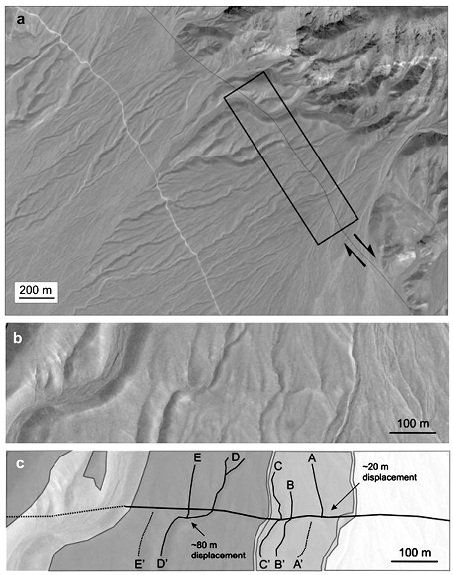 a
200 m
b
100 m
c
E
D
C
B
A
~20 m
displacement
~80 m
displacement
E'
D'
C'
B'
A'
100 m